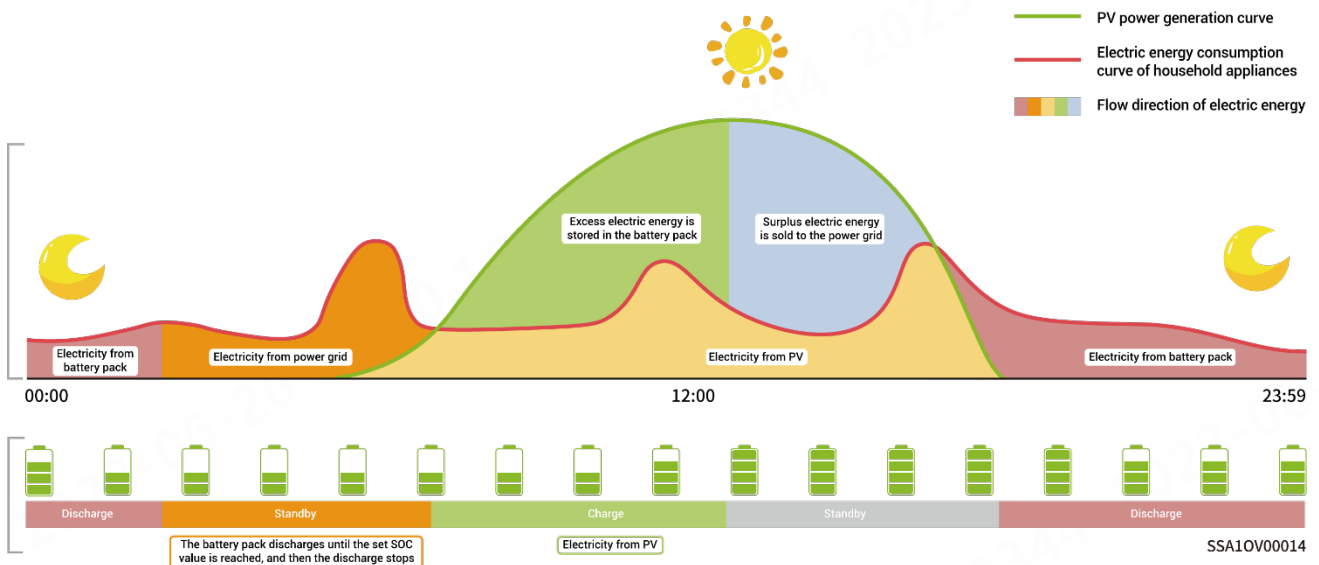 PV power generation curve
Electric energy consumption
curve of household appliances
Flow direction of electric energy
Excess electric energy is
stored in the battery pack
Surplus electric energy
is sold to the power grid
Electricity from
battery pack
Electricity from power grid
Electricity from PV
Electricity from battery pack
00:00
12:00
23:59
Discharge
Standby
Charge
Standby
Discharge
The battery pack discharges until the set SOC
value is reached, and then the discharge stops
Electricity from PV
SSA1OV00014